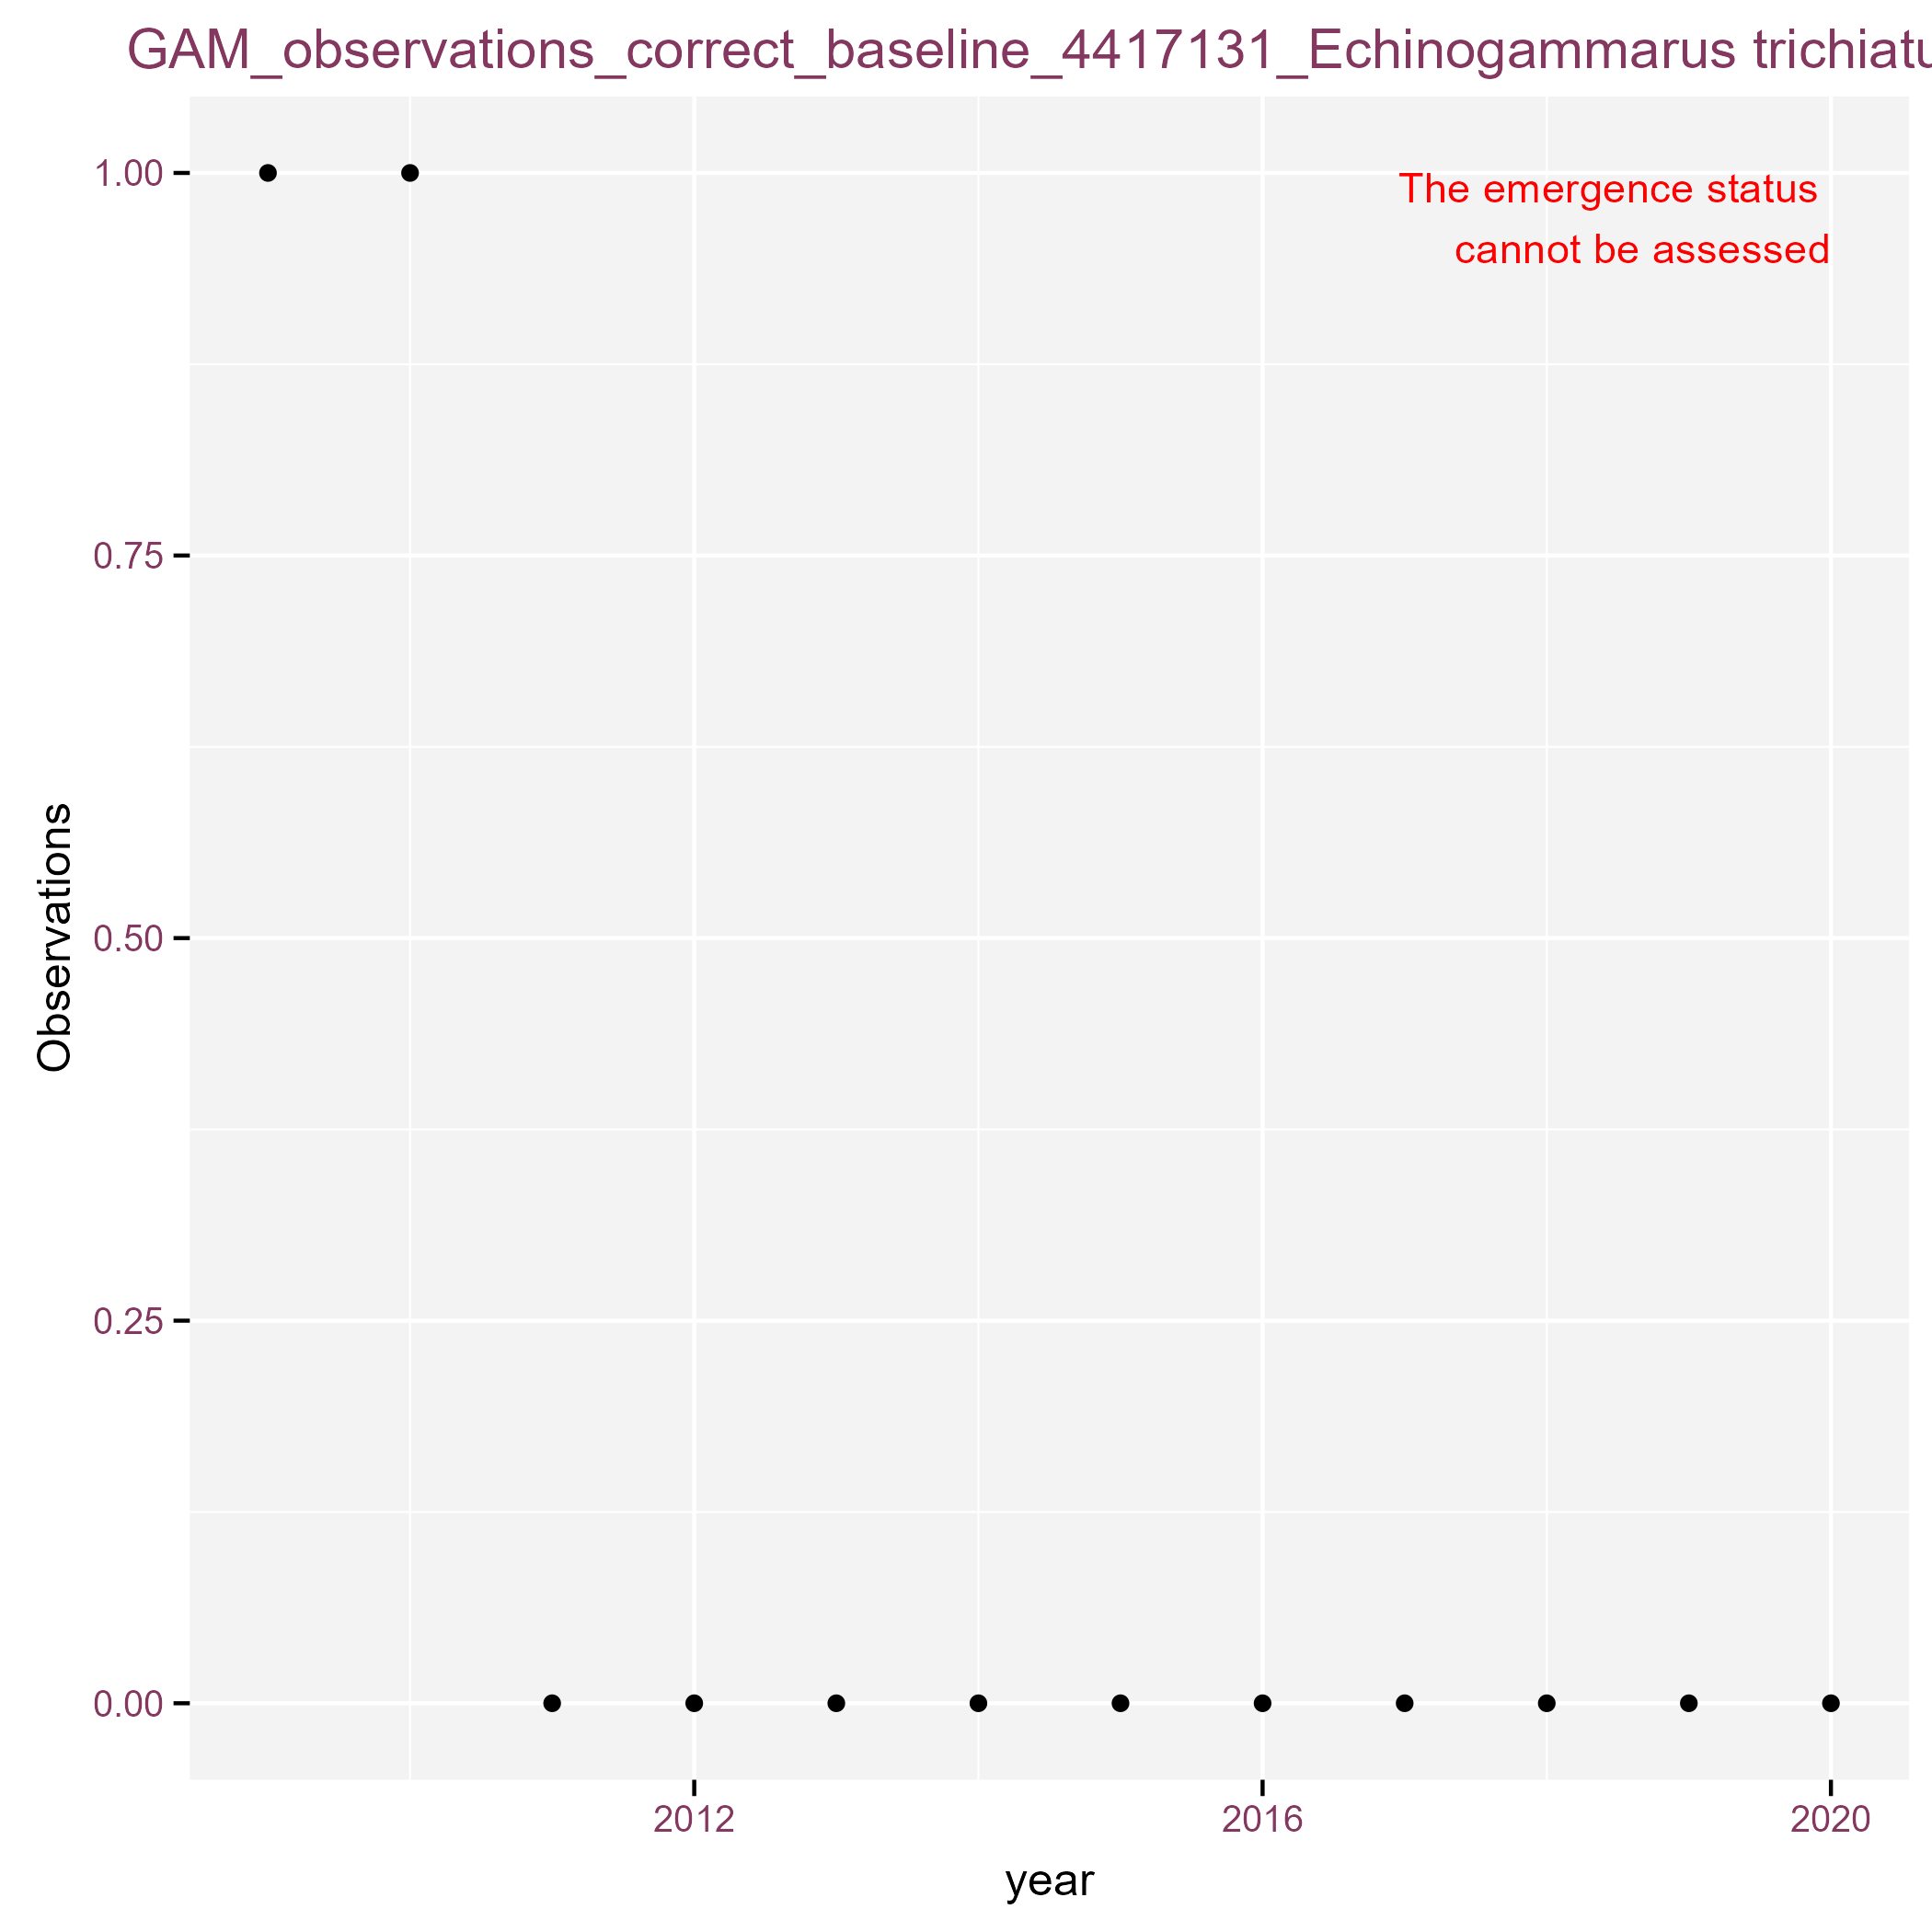 GAM_observations_correct_baseline_4417131_Echinogammarus trichiatu
1.00
The emergence status
cannot be assessed
0.75
0.50
0.25
0.00
Observations
2012 2016 2020
year